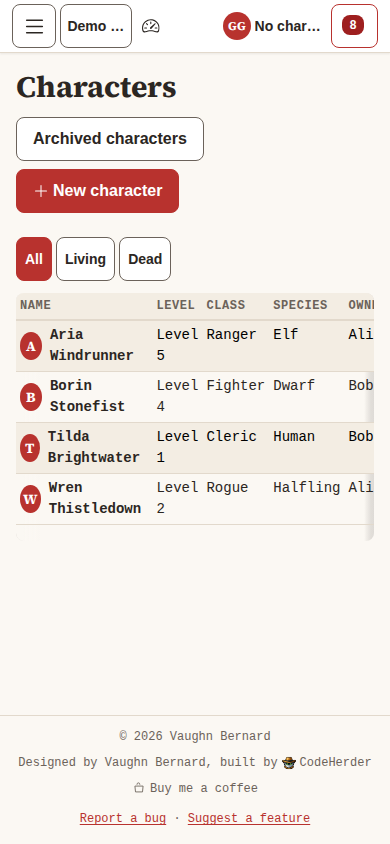 Demo ... GG No char... 8
Characters
Archived characters
+ New character
All Living Dead
NAME LEVEL CLASS SPECIES OWN
A Aria Windrunner Level 5 Ranger Elf Ali
B Borin Stonefist Level 4 Fighter Dwarf Bob
T Tilda Brightwater Level 1 Cleric Human Bob
W Wren Thistledown Level 2 Rogue Halfling Ali
© 2026 Vaughn Bernard
Designed by Vaughn Bernard, built by CodeHerder
Buy me a coffee
Report a bug · Suggest a feature